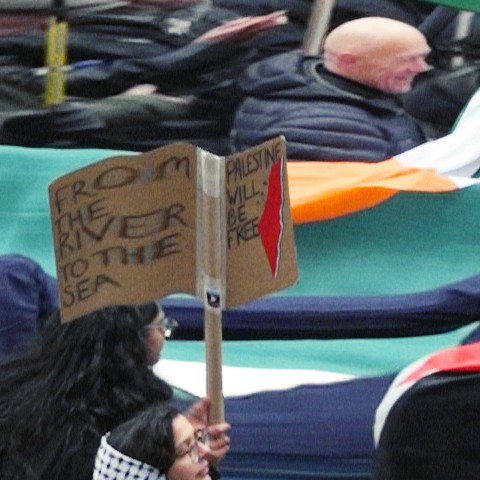 FROM
THE
RIVER
TO THE
SEA
PALESTINE
WILL
BE
FREE